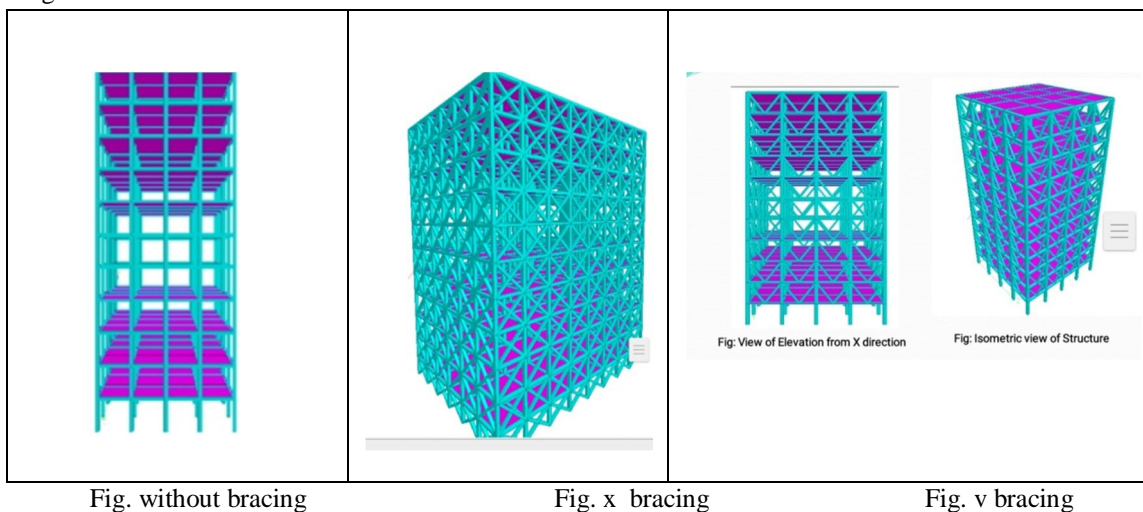 Fig: View of Elevation from X direction
Fig: Isometric view of Structure
Fig. without bracing
Fig. x bracing
Fig. v bracing